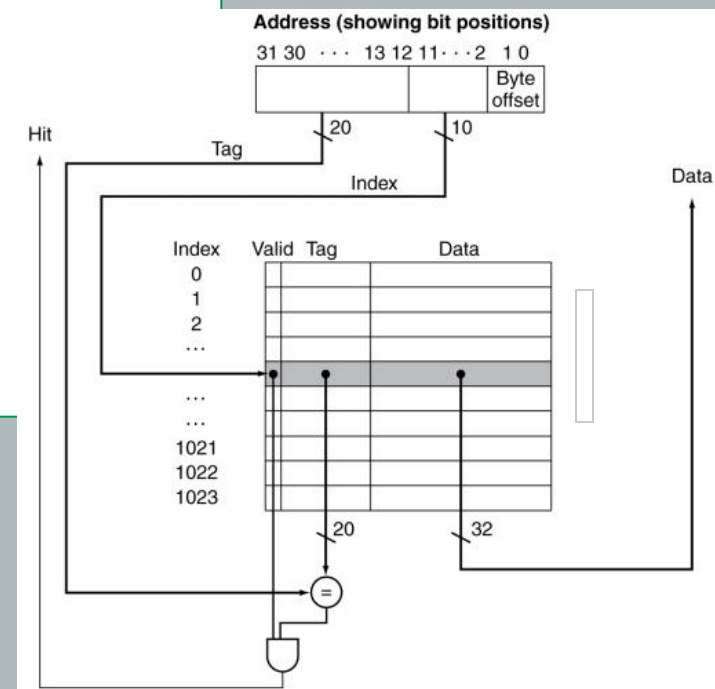 Address (showing bit positions)
31 30 · · · 13 12 11 · · · 2 1 0
Byte
offset
20 10
Hit
Tag
Index
Data
Index Valid Tag Data
0
1
2
...
...
...
1021
1022
1023
20 32
=